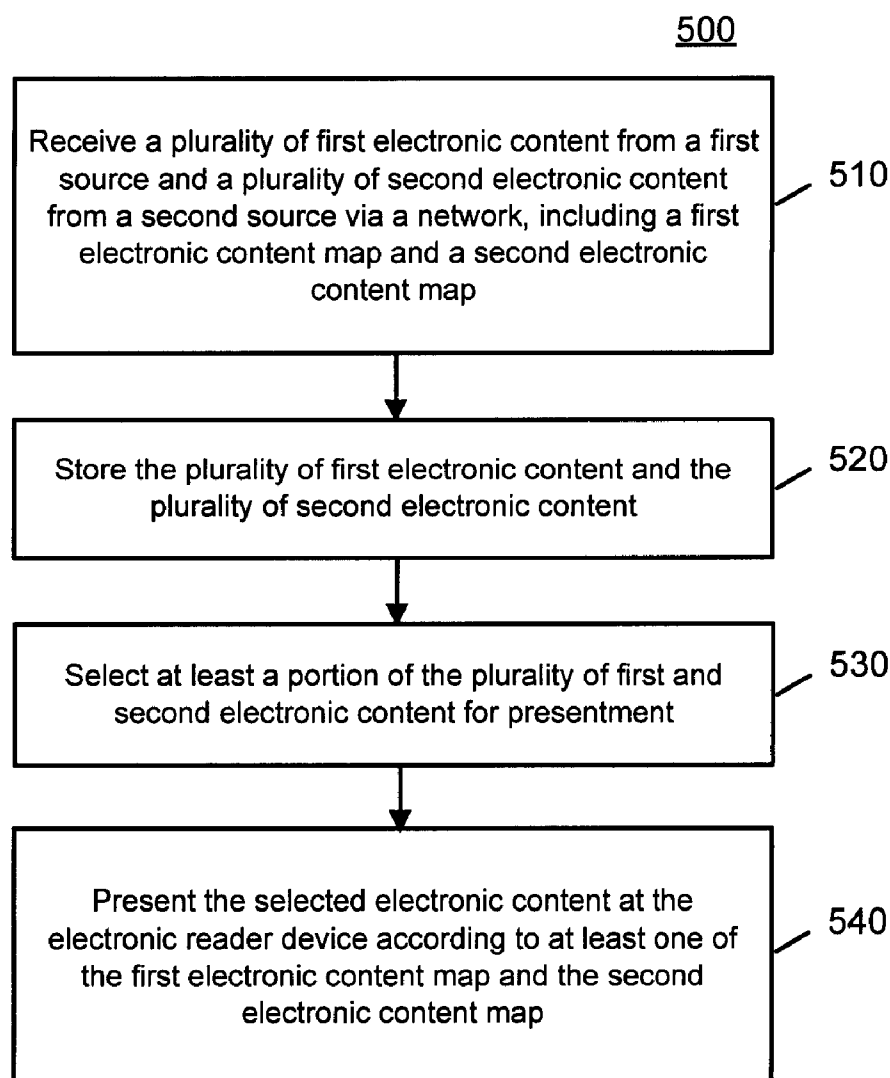 500
Receive a plurality of first electronic content from a first
source and a plurality of second electronic content
from a second source via a network, including a first
electronic content map and a second electronic
content map
510
Store the plurality of first electronic content and the
plurality of second electronic content
520
Select at least a portion of the plurality of first and
second electronic content for presentment
530
Present the selected electronic content at the
electronic reader device according to at least one of
the first electronic content map and the second
electronic content map
540